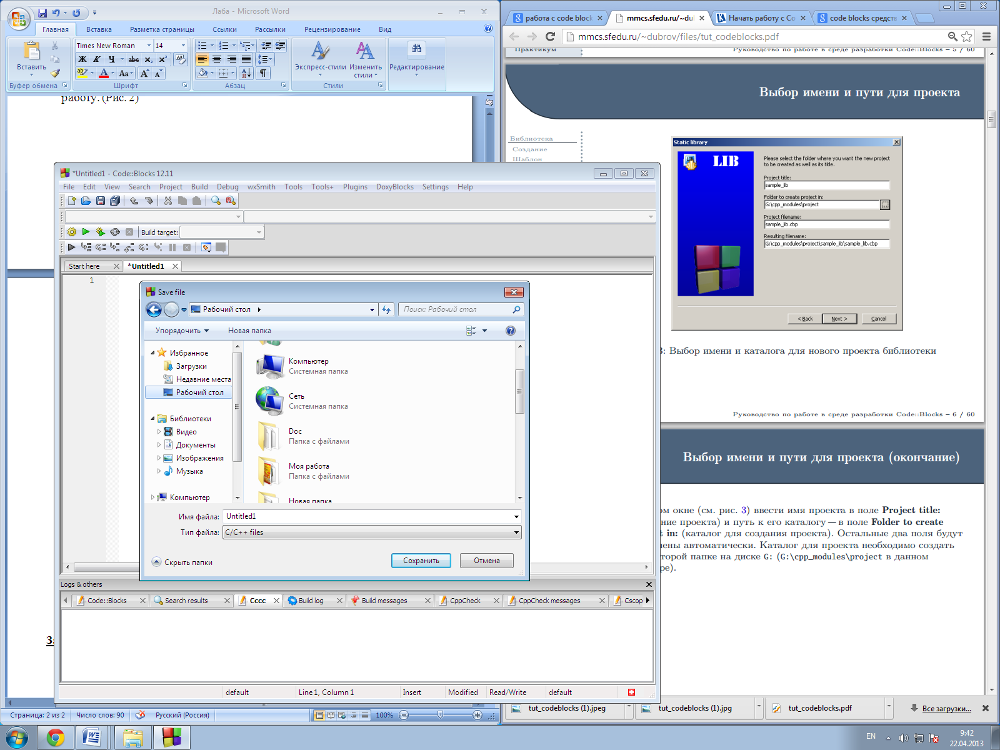 Лаба - Microsoft Word
Главная
Вставка
Разметка страницы
Ссылки
Рассылки
Рецензирование
Вид
Вставить
Times New Roman
14
Ж К Ч abc x₂ x²
Aa
Экспресс-стили
Изменить стили
Редактирование
Буфер обмена
Шрифт
Абзац
Стили
работу. (Рис. 2)
*Untitled1 - Code::Blocks 12.11
File Edit View Search Project Build Debug wxSmith Tools Tools+ Plugins DoxyBlocks Settings Help
Build target:
Start here
*Untitled1
1
Save file
Рабочий стол
Поиск: Рабочий стол
Упорядочить
Новая папка
Избранное
Загрузки
Недавние места
Рабочий стол
Библиотеки
Видео
Документы
Изображения
Музыка
Компьютер
Компьютер
Системная папка
Сеть
Системная папка
Doc
Папка с файлами
Моя работа
Папка с файлами
Новая папка
Имя файла:
Untitled1
Тип файла:
C/C++ files
Скрыть папки
Сохранить
Отмена
Logs & others
Code::Blocks
Search results
Cccc
Build log
Build messages
CppCheck
CppCheck messages
Cscop
default
Line 1, Column 1
Insert
Modified
Read/Write
default
Страница: 2 из 2
Число слов: 90
Русский (Россия)
100%
работа с code block
mmcs.sfedu.ru/~dub
Начать работу с Co
code blocks средств
mmcs.sfedu.ru/~dubrov/files/tut_codeblocks.pdf
Практикум
Руководство по работе в среде разработки Code::Blocks – 5 / 60
Выбор имени и пути для проекта
Библиотека
Создание
Шаблон
Static library
LIB
Please select the folder where you want the new project
to be created as well as its title.
Project title:
sample_lib
Folder to create project in:
G:\cpp_modules\project
Project filename:
sample_lib.cbp
Resulting filename:
G:\cpp_modules\project\sample_lib\sample_lib.cbp
< Back
Next >
Cancel
3: Выбор имени и каталога для нового проекта библиотеки
Руководство по работе в среде разработки Code::Blocks – 6 / 60
Выбор имени и пути для проекта (окончание)
ом окне (см. рис. 3) ввести имя проекта в поле Project title:
ние проекта) и путь к его каталогу — в поле Folder to create
t in: (каталог для создания проекта). Остальные два поля будут
нены автоматически. Каталог для проекта необходимо создать
торой папке на диске G: (G:\cpp_modules\project в данном
ре).
tut_codeblocks (1).jpeg
tut_codeblocks (1).jpg
tut_codeblocks.pdf
Все загрузки...
EN
9:42
22.04.2013